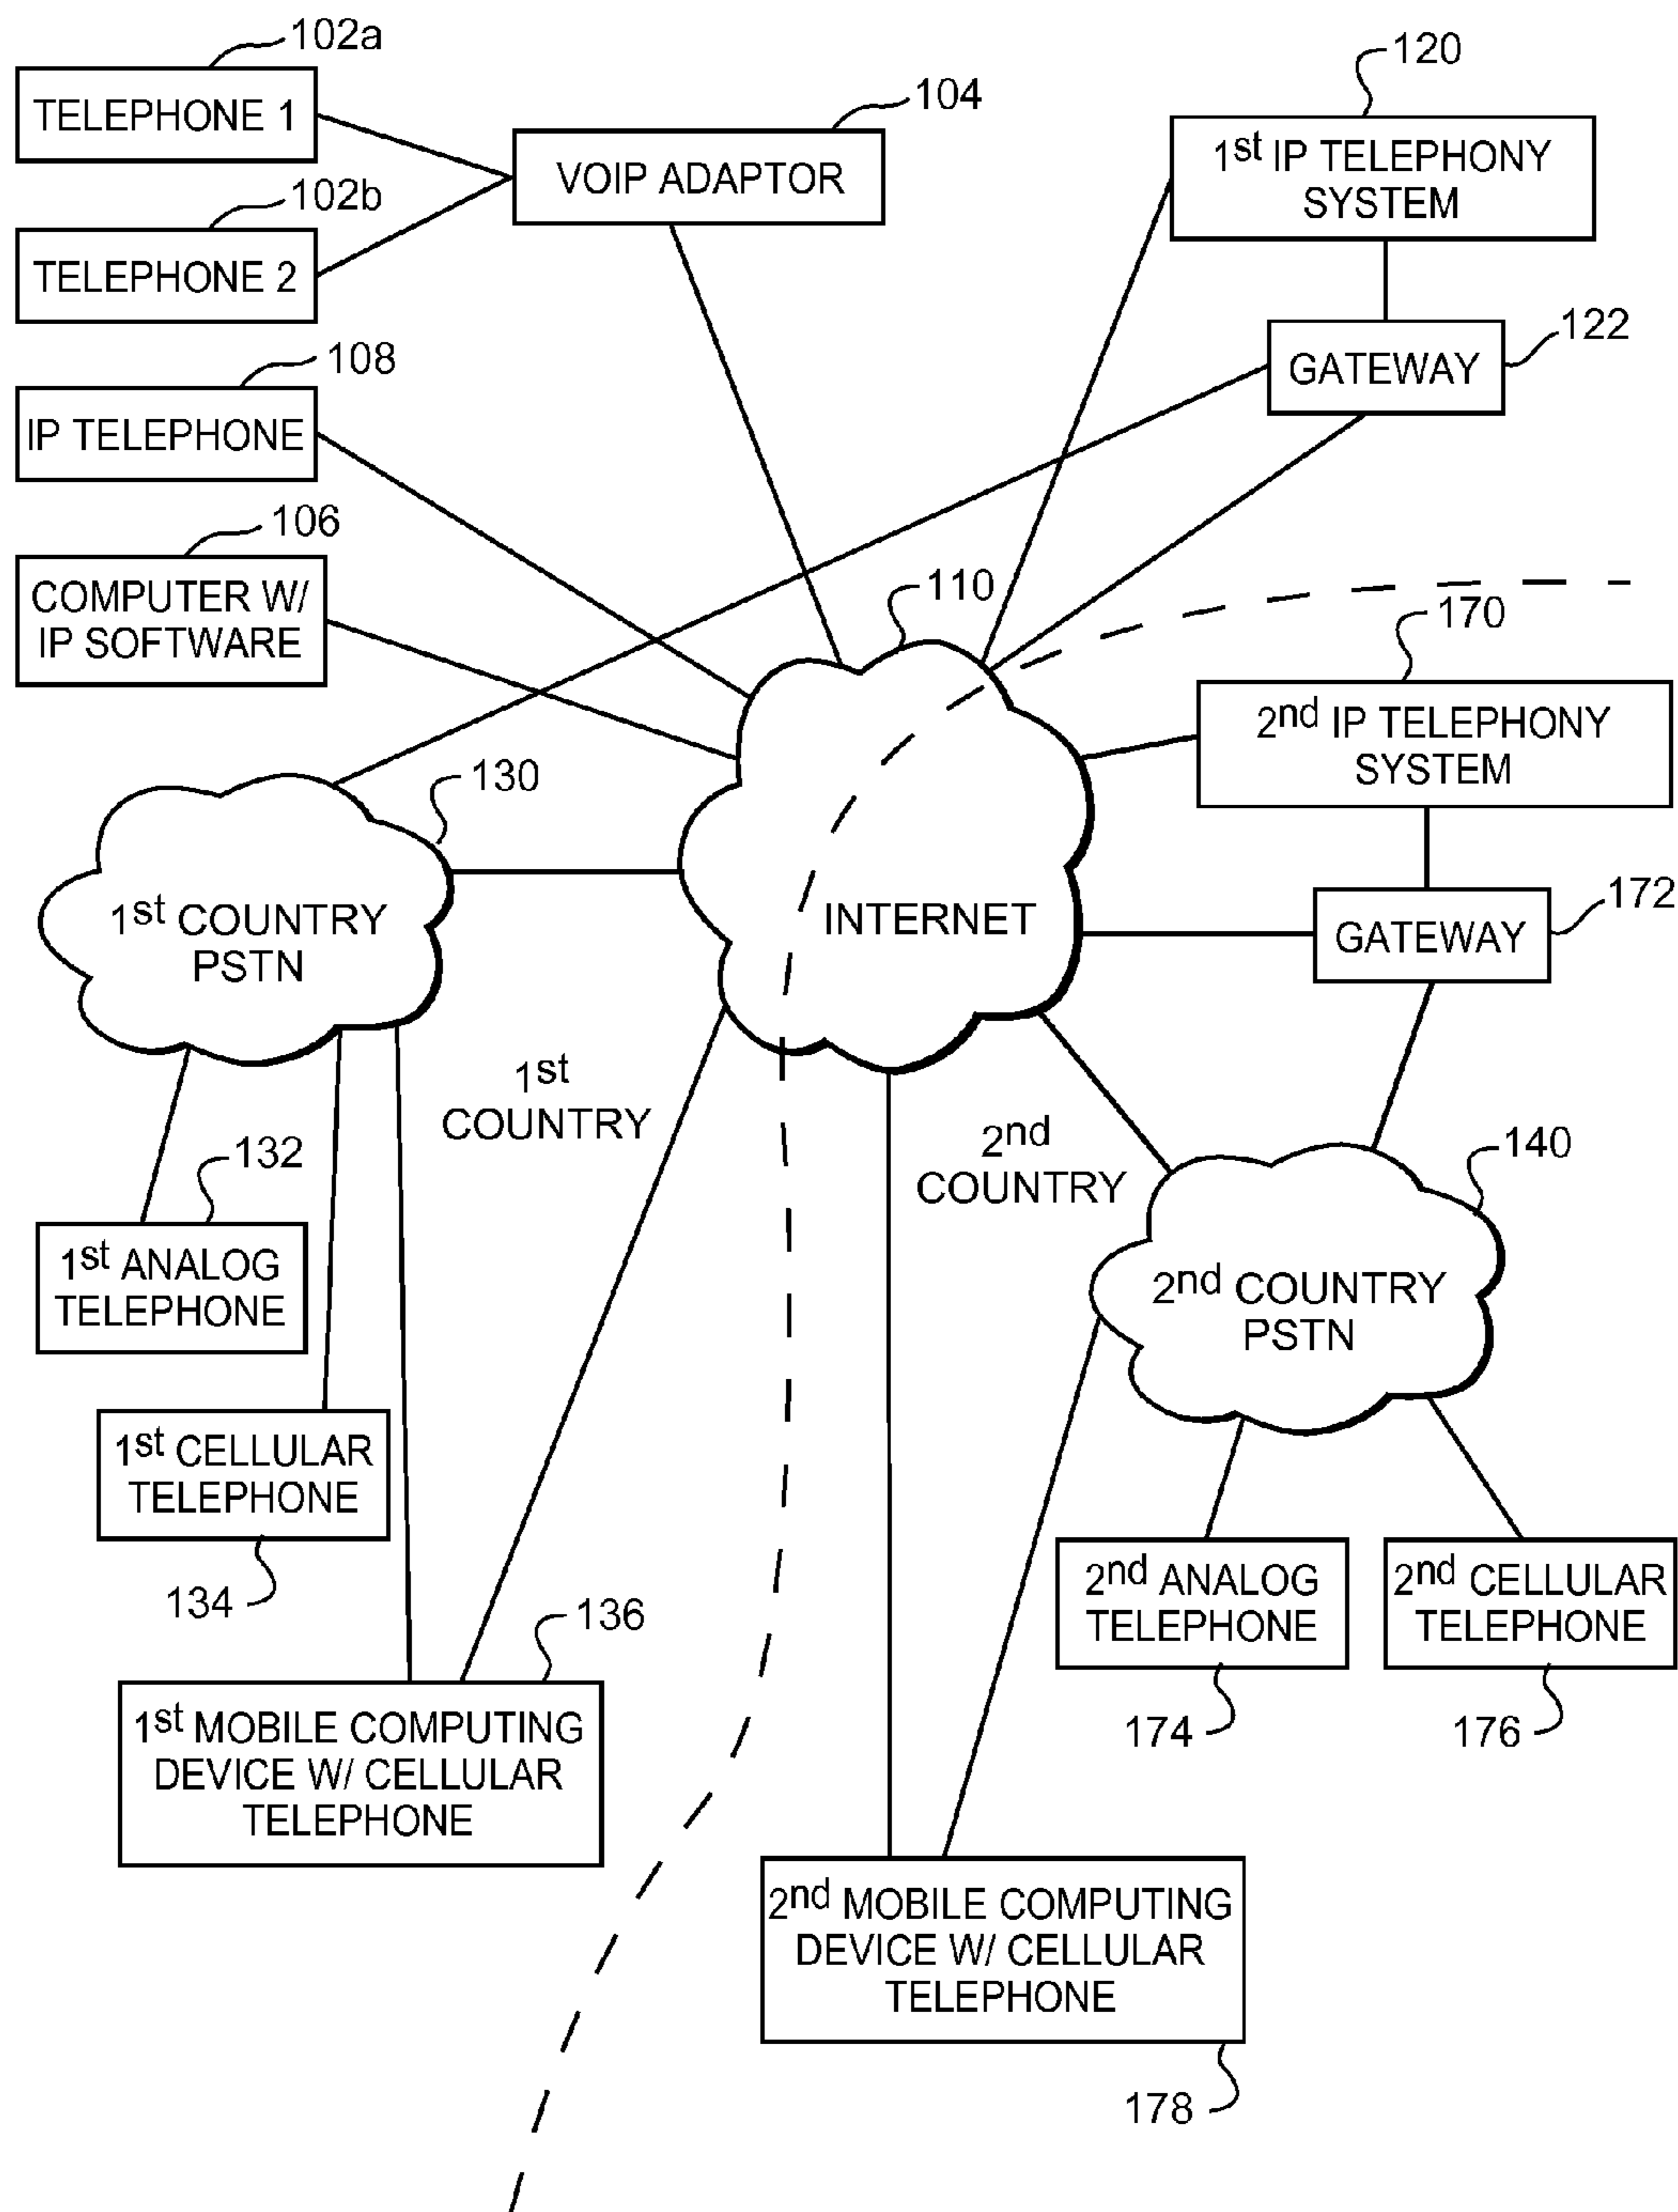 102a
TELEPHONE 1
102b
TELEPHONE 2
104
VOIP ADAPTOR
120
1st IP TELEPHONY
SYSTEM
122
GATEWAY
108
IP TELEPHONE
106
COMPUTER W/
IP SOFTWARE
110
INTERNET
170
2nd IP TELEPHONY
SYSTEM
172
GATEWAY
130
1st COUNTRY
PSTN
1st
COUNTRY
2nd
COUNTRY
140
2nd COUNTRY
PSTN
132
1st ANALOG
TELEPHONE
1st CELLULAR
TELEPHONE
134
136
1st MOBILE COMPUTING
DEVICE W/ CELLULAR
TELEPHONE
2nd ANALOG
TELEPHONE
174
2nd CELLULAR
TELEPHONE
176
2nd MOBILE COMPUTING
DEVICE W/ CELLULAR
TELEPHONE
178